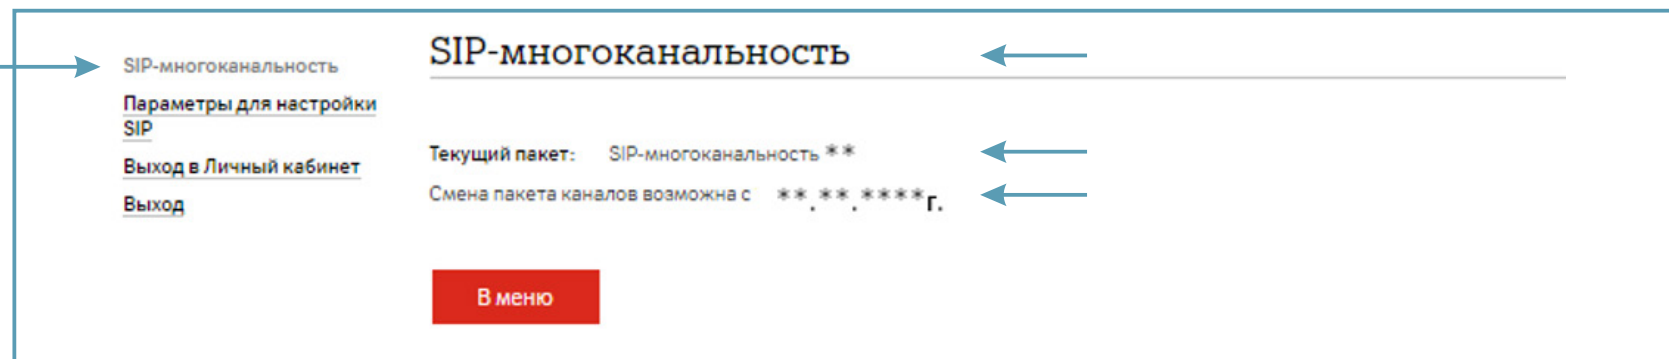 SIP-многоканальность
Параметры для настройки
SIP
Выход в Личный кабинет
Выход
SIP-многоканальность
Текущий пакет: SIP-многоканальность **
Смена пакета каналов возможна с **.**.****г.
В меню